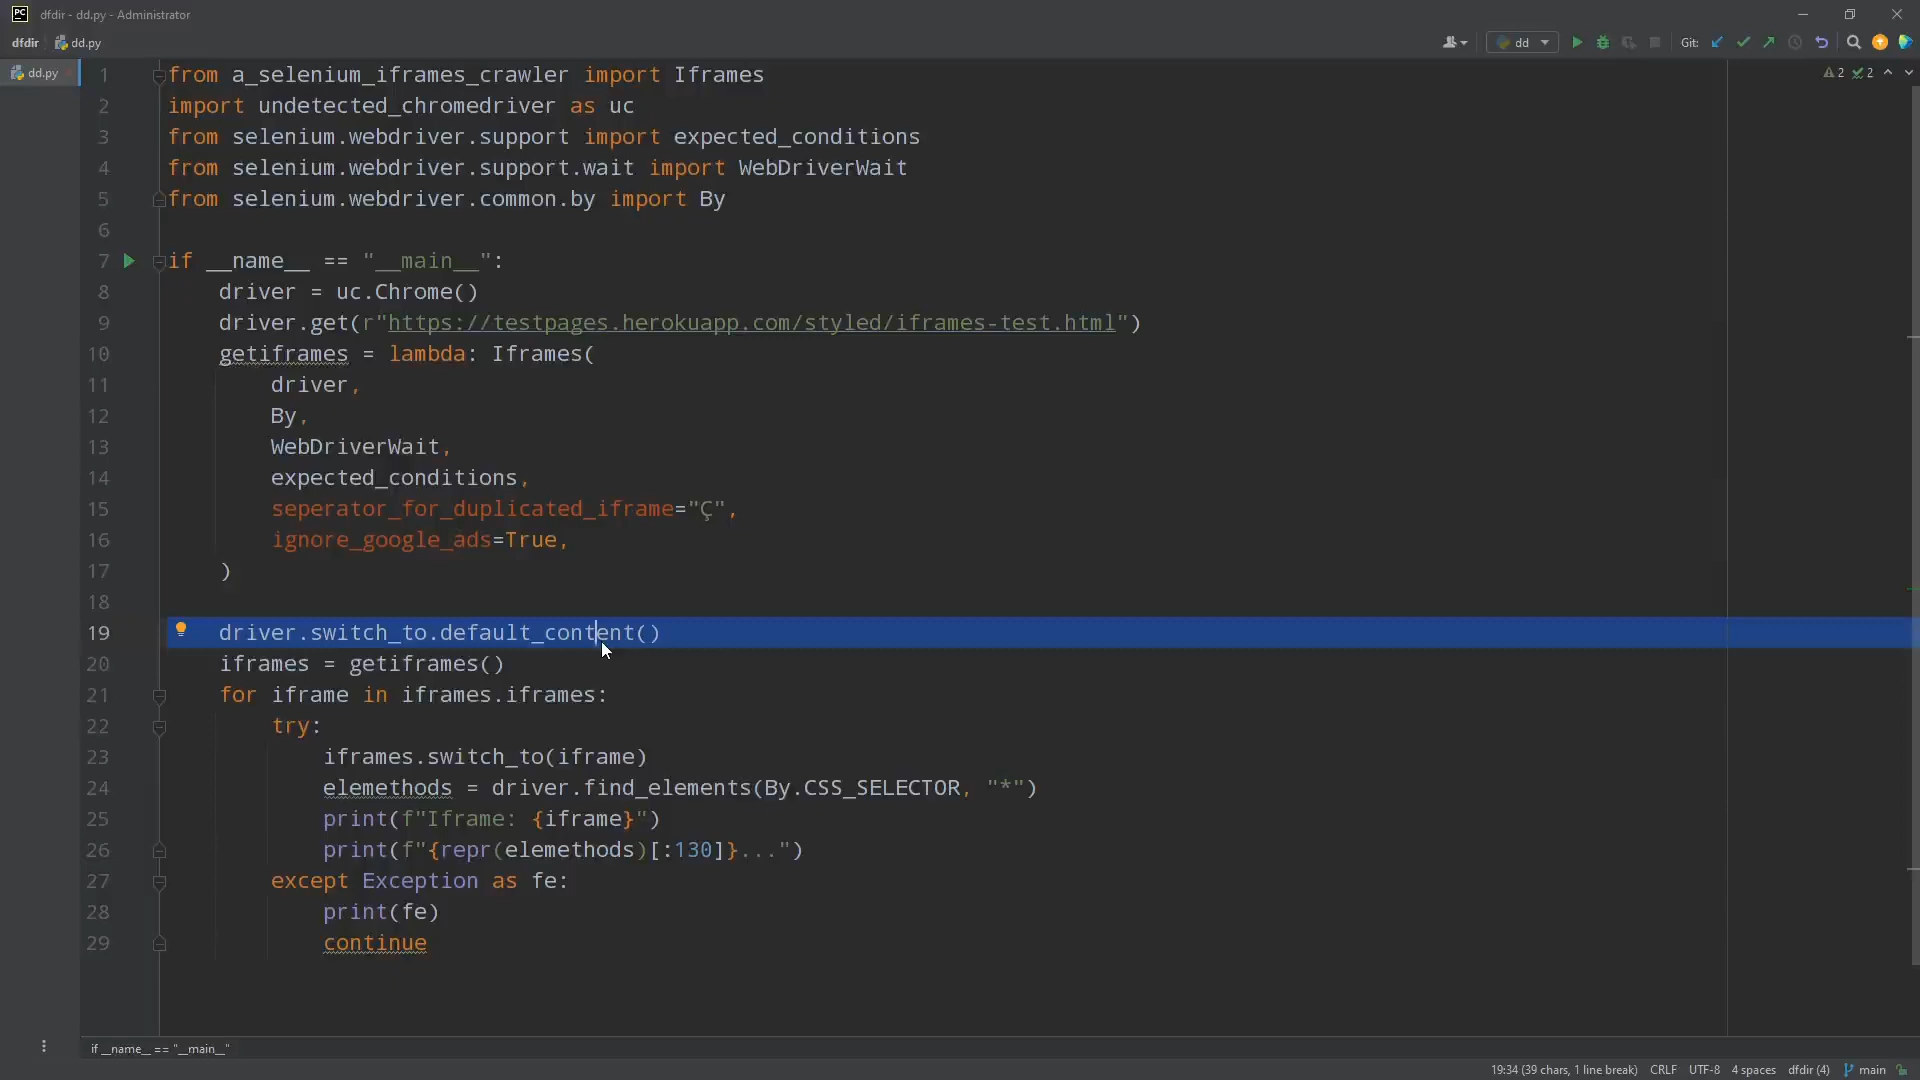 PC dfdir - dd.py - Administrator
dfdir dd.py dd Git:
dd.py
2 2
1 from a_selenium_iframes_crawler import Iframes
2 import undetected_chromedriver as uc
3 from selenium.webdriver.support import expected_conditions
4 from selenium.webdriver.support.wait import WebDriverWait
5 from selenium.webdriver.common.by import By
6
7 if __name__ == "__main__":
8 driver = uc.Chrome()
9 driver.get(r"https://testpages.herokuapp.com/styled/iframes-test.html")
10 getiframes = lambda: Iframes(
11 driver,
12 By,
13 WebDriverWait,
14 expected_conditions,
15 seperator_for_duplicated_iframe="Ç",
16 ignore_google_ads=True,
17 )
18
19 driver.switch_to.default_content()
20 iframes = getiframes()
21 for iframe in iframes.iframes:
22 try:
23 iframes.switch_to(iframe)
24 elemethods = driver.find_elements(By.CSS_SELECTOR, "*")
25 print(f"Iframe: {iframe}")
26 print(f"{repr(elemethods)[:130]}...")
27 except Exception as fe:
28 print(fe)
29 continue
if __name__ == "__main__"
19:34 (39 chars, 1 line break) CRLF UTF-8 4 spaces dfdir (4) main